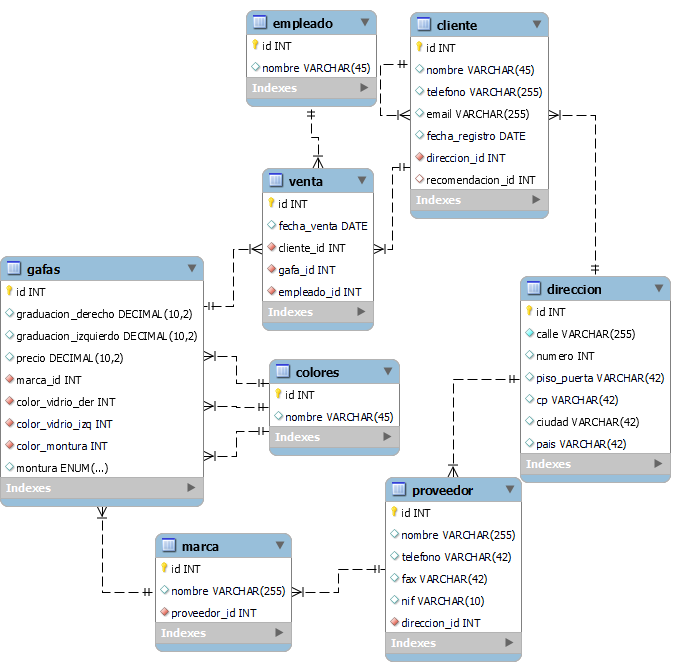 empleado
id INT
nombre VARCHAR(45)
Indexes
cliente
id INT
nombre VARCHAR(45)
telefono VARCHAR(255)
email VARCHAR(255)
fecha_registro DATE
direccion_id INT
recomendacion_id INT
Indexes
venta
id INT
fecha_venta DATE
cliente_id INT
gafa_id INT
empleado_id INT
Indexes
gafas
id INT
graduacion_derecho DECIMAL(10,2)
graduacion_izquierdo DECIMAL(10,2)
precio DECIMAL(10,2)
marca_id INT
color_vidrio_der INT
color_vidrio_izq INT
color_montura INT
montura ENUM(...)
Indexes
colores
id INT
nombre VARCHAR(45)
Indexes
direccion
id INT
calle VARCHAR(255)
numero INT
piso_puerta VARCHAR(42)
cp VARCHAR(42)
ciudad VARCHAR(42)
pais VARCHAR(42)
Indexes
proveedor
id INT
nombre VARCHAR(255)
telefono VARCHAR(42)
fax VARCHAR(42)
nif VARCHAR(10)
direccion_id INT
Indexes
marca
id INT
nombre VARCHAR(255)
proveedor_id INT
Indexes